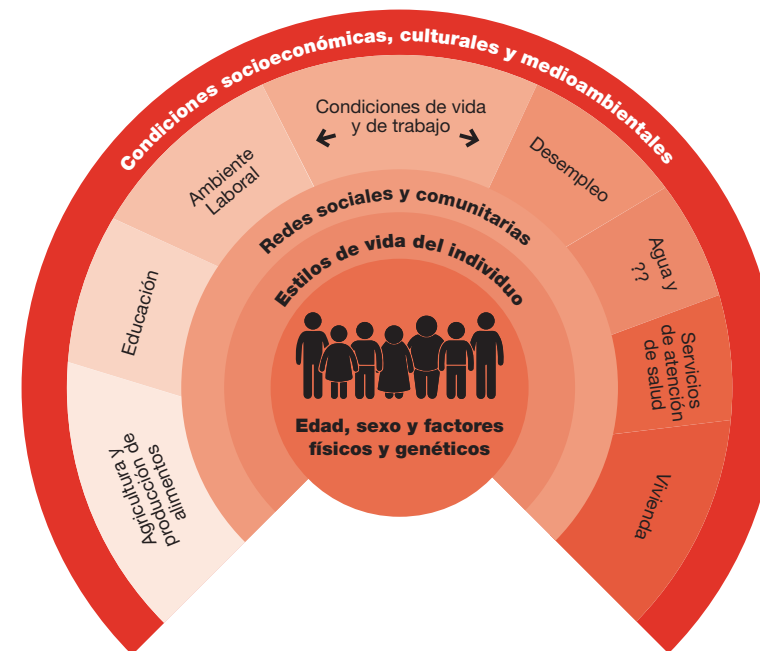 Condiciones socioeconómicas, culturales y medioambientales
Condiciones de vida
y de trabajo
Ambiente
Laboral
Desempleo
Redes sociales y comunitarias
Educación
Agua y
??
Estilos de vida del individuo
Servicios
de atención
de salud
Agricultura y
producción de
alimentos
Vivienda
Edad, sexo y factores
físicos y genéticos